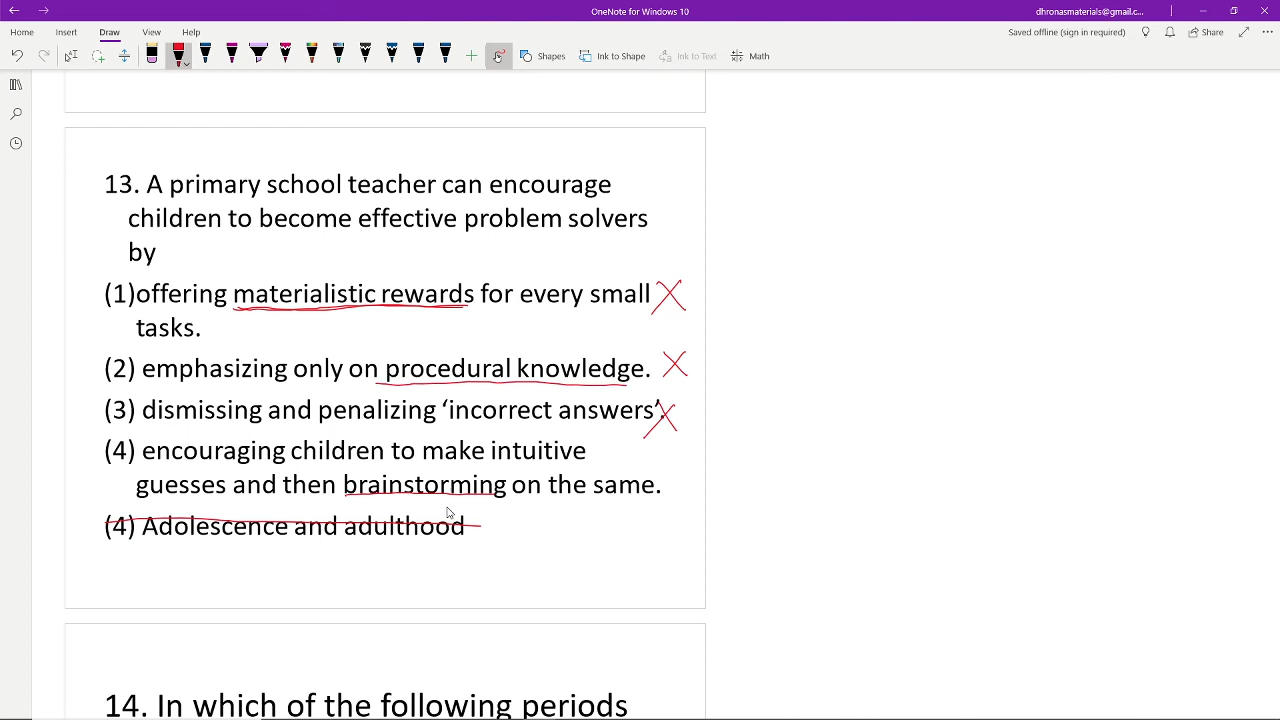 OneNote for Windows 10
dhronasmaterials@gmail.c...
Home Insert Draw View Help
Saved offline (sign in required) Share
Shapes Ink to Shape Ink to Text Math
13. A primary school teacher can encourage
children to become effective problem solvers
by
(1)offering materialistic rewards for every small
tasks.
(2) emphasizing only on procedural knowledge.
(3) dismissing and penalizing ‘incorrect answers’.
(4) encouraging children to make intuitive
guesses and then brainstorming on the same.
(4) Adolescence and adulthood
14. In which of the following periods